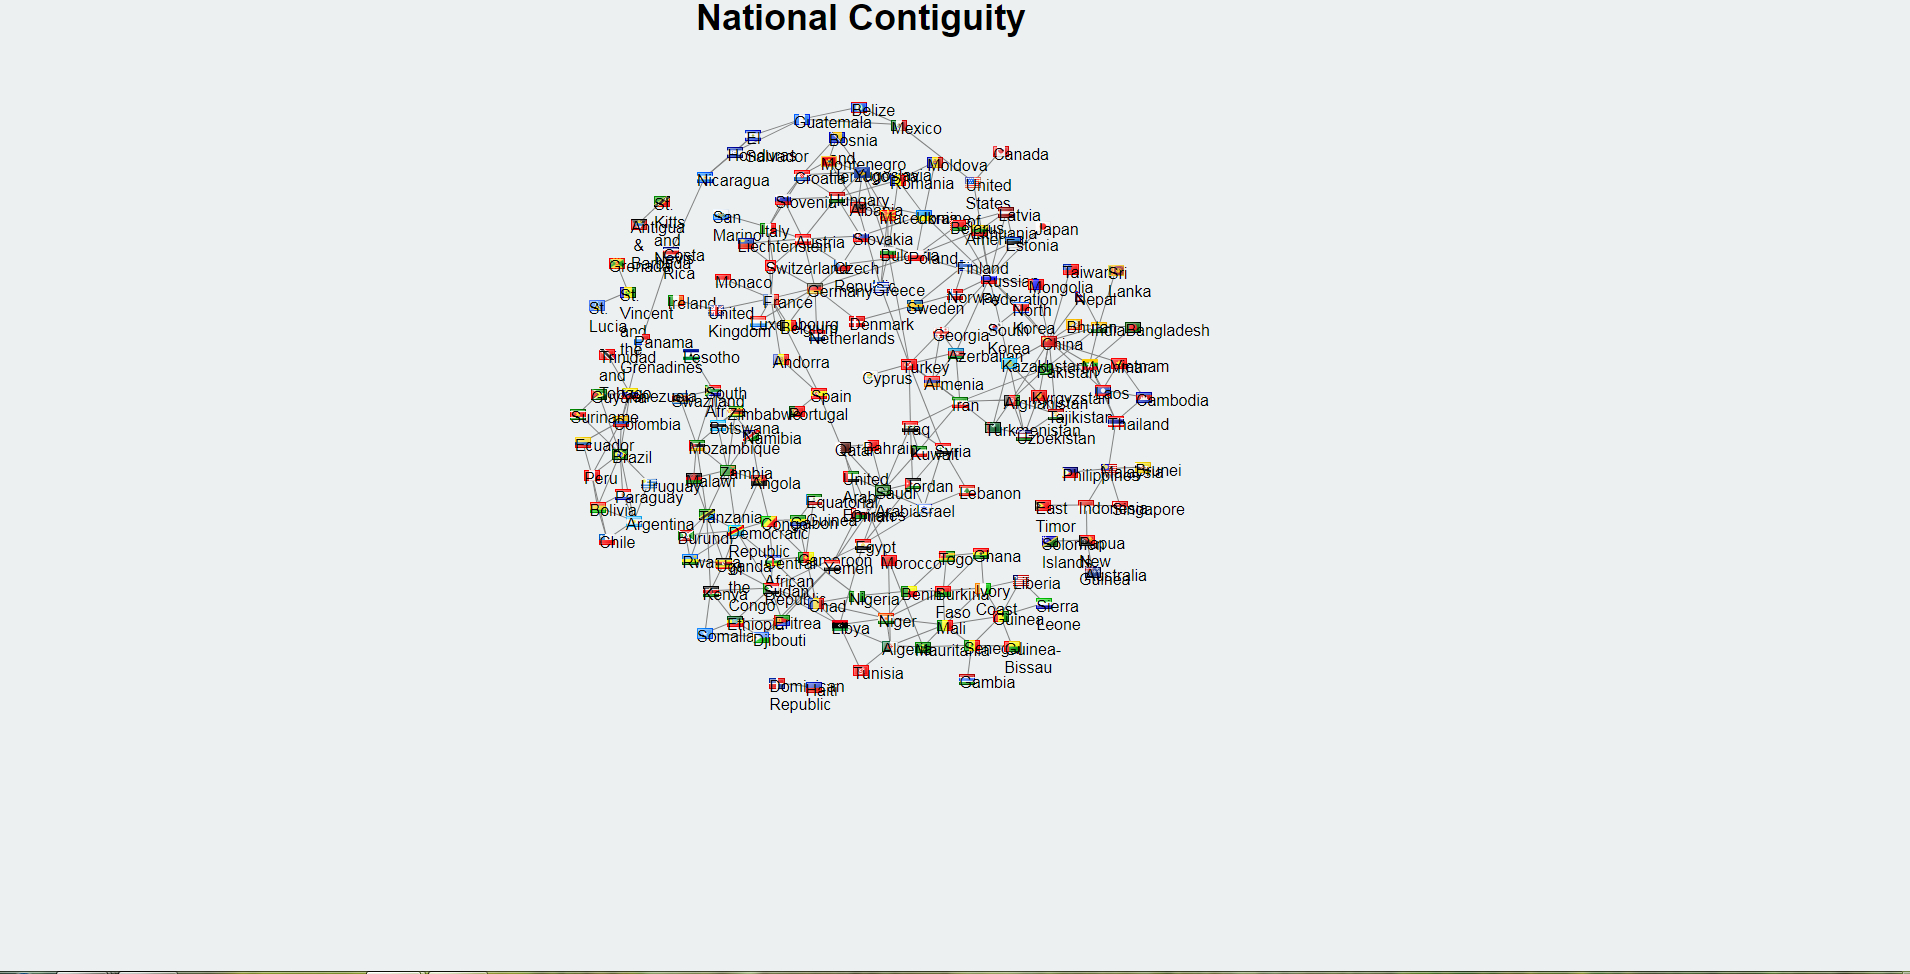 National Contiguity
Belize
Guatemala
Mexico
El
Salvador
Bosnia
and
Herzegovina
Honduras
Canada
Montenegro
Moldova
Croatia
Yugoslavia
Nicaragua
Romania
United
States
of
America
Slovenia
Hungary
St.
Kitts
and
Nevis
Albania
San
Marino
Macedonia
Ukraine
Latvia
Antigua
&
Barbuda
Italy
Belarus
Japan
Lithuania
Liechtenstein
Austria
Slovakia
Estonia
Costa
Rica
Bulgaria
Poland
Grenada
Switzerland
Czech
Republic
Finland
Taiwan
Sri
Lanka
Monaco
Russian
Federation
Mongolia
Germany
Greece
St.
Vincent
and
the
Grenadines
Ireland
France
Norway
Nepal
St.
Lucia
United
Kingdom
Sweden
North
Korea
Luxembourg
Belgium
Denmark
Netherlands
Georgia
South
Korea
Bhutan
India
Bangladesh
Panama
China
Trinidad
and
Tobago
Lesotho
Andorra
Azerbaijan
Cyprus
Turkey
Kazakhstan
Pakistan
Myanmar
Vietnam
Armenia
Guyana
Venezuela
South
Africa
Swaziland
Spain
Iran
Afghanistan
Kyrgyzstan
Laos
Cambodia
Suriname
Zimbabwe
Portugal
Tajikistan
Colombia
Botswana
Thailand
Iraq
Turkmenistan
Uzbekistan
Namibia
Ecuador
Mozambique
Qatar
Bahrain
Kuwait
Syria
Brazil
Peru
Zambia
Malawi
Angola
Philippines
Malaysia
Brunei
Uruguay
United
Arab
Emirates
Saudi
Arabia
Jordan
Lebanon
Paraguay
Bolivia
Equatorial
Guinea
Israel
East
Timor
Indonesia
Singapore
Argentina
Tanzania
Congo
Gabon
Chile
Burundi
Democratic
Republic
of
the
Congo
Egypt
Solomon
Islands
Papua
New
Guinea
Rwanda
Uganda
Central
African
Republic
Cameroon
Yemen
Morocco
Togo
Ghana
Australia
Kenya
Sudan
Chad
Nigeria
Benin
Burkina
Faso
Ivory
Coast
Liberia
Sierra
Leone
Ethiopia
Eritrea
Libya
Niger
Mali
Guinea
Somalia
Djibouti
Algeria
Mauritania
Senegal
Guinea-
Bissau
Tunisia
Gambia
Dominican
Republic
Haiti